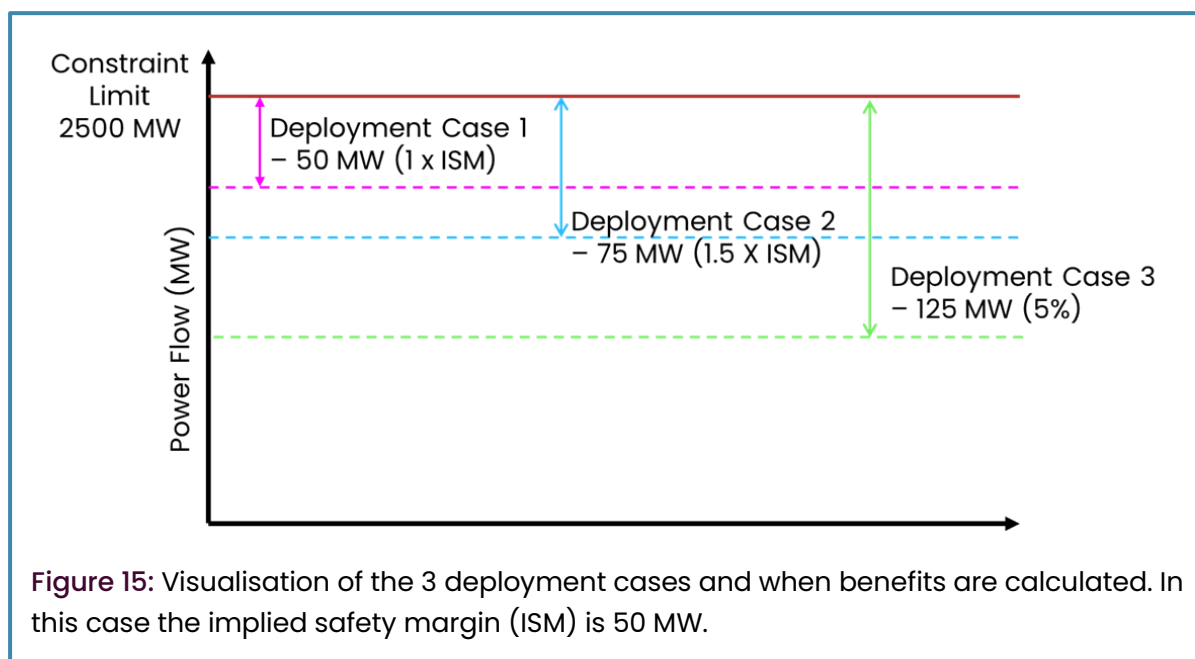 Constraint
Limit
2500 MW
Deployment Case 1
– 50 MW (1 x ISM)
Deployment Case 2
– 75 MW (1.5 X ISM)
Deployment Case 3
– 125 MW (5%)
Power Flow (MW)
Figure 15: Visualisation of the 3 deployment cases and when benefits are calculated. In
this case the implied safety margin (ISM) is 50 MW.